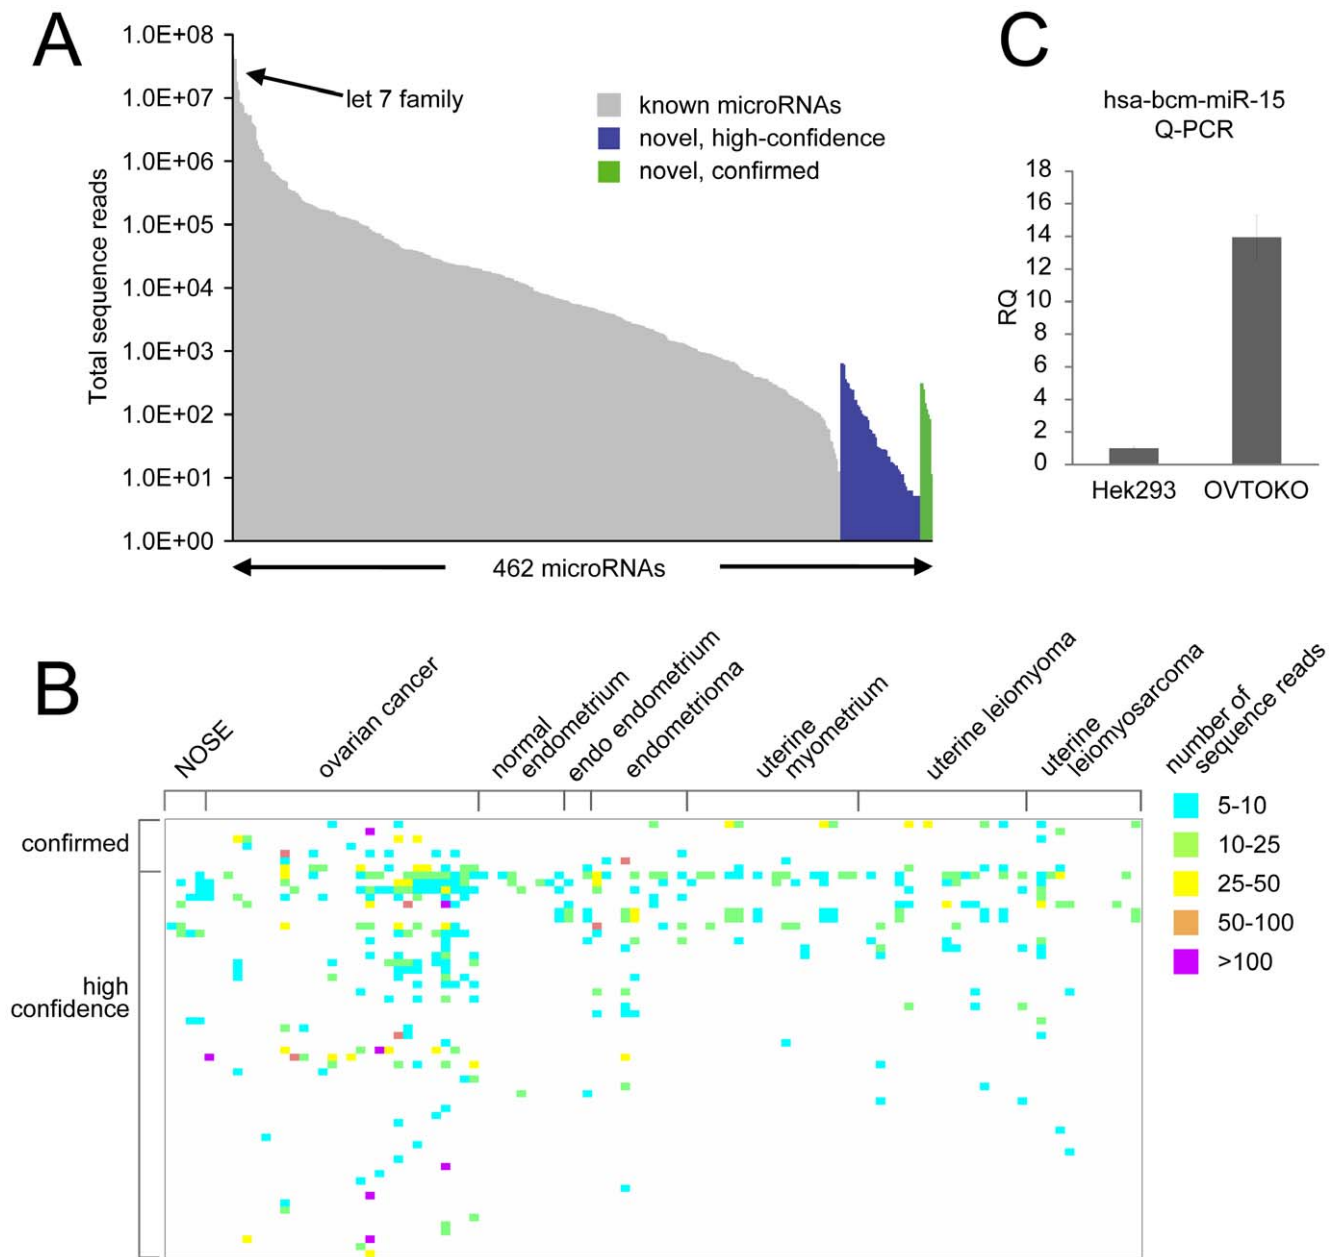 A
1.0E+08
1.0E+07
1.0E+06
1.0E+05
1.0E+04
1.0E+03
1.0E+02
1.0E+01
1.0E+00
Total sequence reads
let 7 family
known microRNAs
novel, high-confidence
novel, confirmed
462 microRNAs
C
hsa-bcm-miR-15
Q-PCR
18
16
14
12
10
8
6
4
2
0
RQ
Hek293
OVTOKO
B
NOSE
ovarian cancer
normal
endometrium
endo endometrium
endometrioma
uterine
myometrium
uterine leiomyoma
uterine
leiomyosarcoma
number of
sequence reads
5-10
10-25
25-50
50-100
>100
confirmed
high
confidence